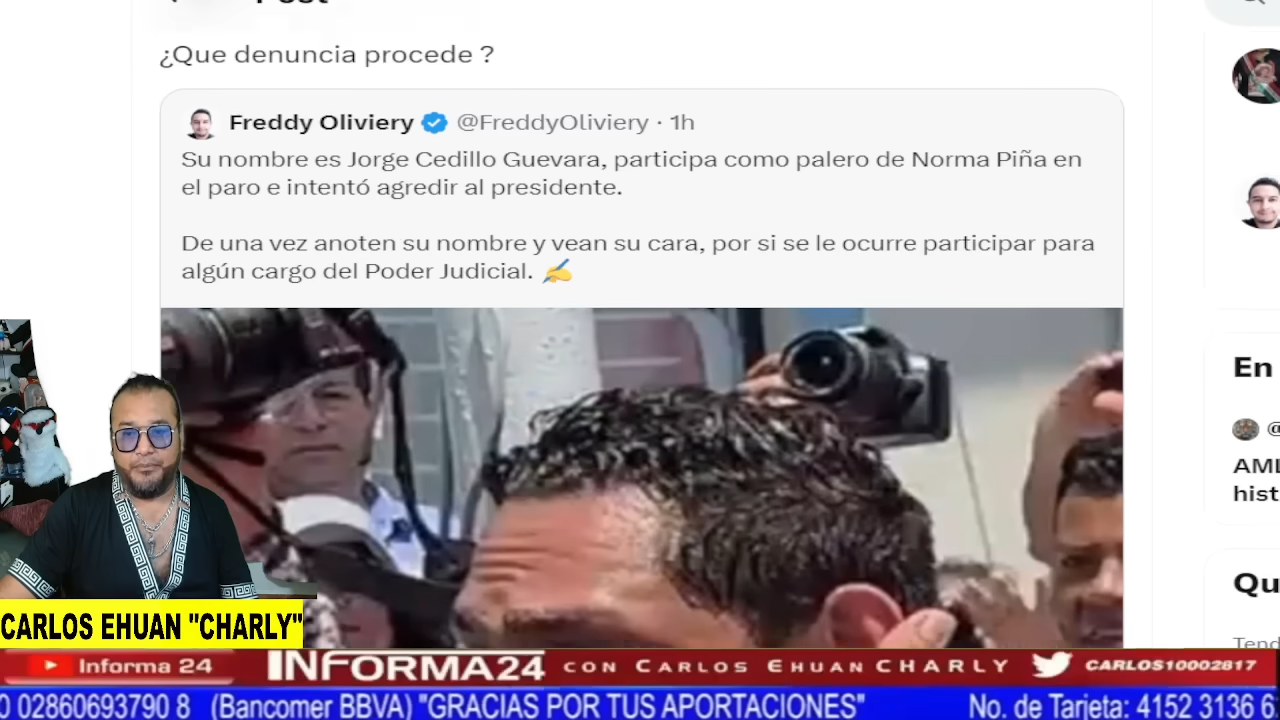 Post
¿Que denuncia procede ?
Freddy Oliviery @FreddyOliviery · 1h
Su nombre es Jorge Cedillo Guevara, participa como palero de Norma Piña en
el paro e intentó agredir al presidente.
De una vez anoten su nombre y vean su cara, por si se le ocurre participar para
algún cargo del Poder Judicial. ✍️
En
@
AML
hist
Qu
Tend
CARLOS EHUAN "CHARLY"
Informa 24 INFORMA24 CON CARLOS EHUAN CHARLY CARLOS10002817
0 02860693790 8 (Bancomer BBVA) "GRACIAS POR TUS APORTACIONES" No. de Tarjeta: 4152 3136 6